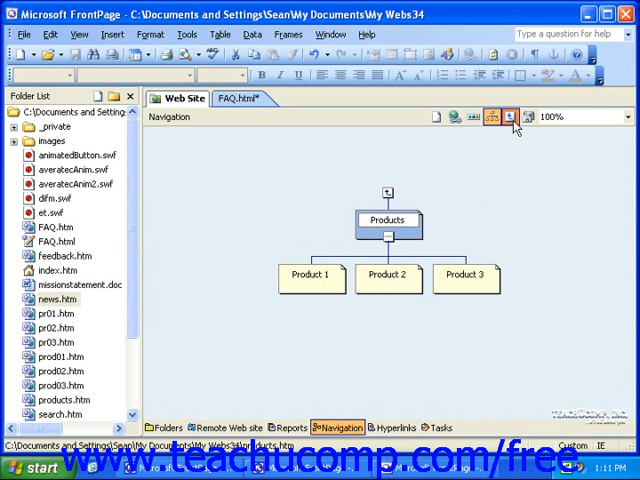 Microsoft FrontPage - C:\Documents and Settings\Sean\My Documents\My Webs34
File Edit View Insert Format Tools Table Data Frames Window Help
Type a question for help
Folder List
Web Site FAQ.html*
C:\Documents and Settings
Navigation
100%
_private
images
animatedButton.swf
averatecAnim.swf
averatecAnim2.swf
difm.swf
et.swf
FAQ.htm
FAQ.html
feedback.htm
index.htm
missionstatement.doc
news.htm
pr01.htm
pr02.htm
pr03.htm
prod01.htm
prod02.htm
prod03.htm
products.htm
search.htm
Products
Product 1 Product 2 Product 3
TEACHUCOMP, INC.
Folders Remote Web site Reports Navigation Hyperlinks Tasks
C:\Documents and Settings\Sean\My Documents\My Webs34\products.htm
Custom IE
www.teachucomp.com/free
start
1:11 PM